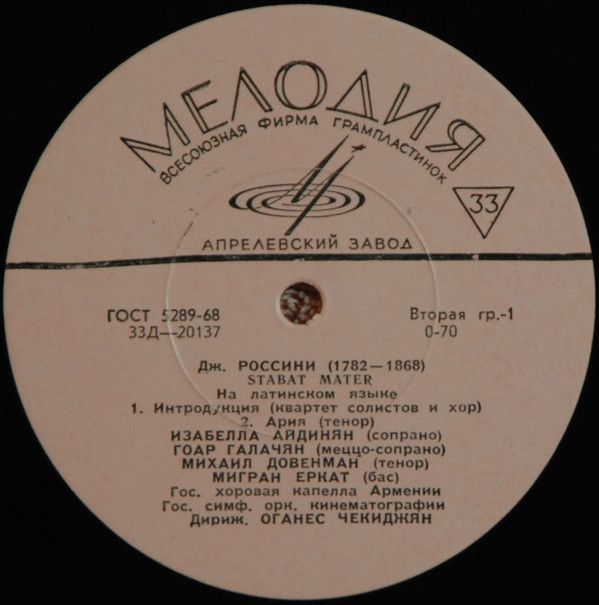 МЕЛОДИЯ
ВСЕСОЮЗНАЯ ФИРМА ГРАМПЛАСТИНОК
33
АПРЕЛЕВСКИЙ ЗАВОД
ГОСТ 5289-68
Вторая гр.-1
33Д—20137
0-70
Дж. РОССИНИ (1782—1868)
STABAT MATER
На латинском языке
1. Интродукция (квартет солистов и хор)
2. Ария (тенор)
ИЗАБЕЛЛА АЙДИНЯН (сопрано)
ГОАР ГАЛАЧЯН (меццо-сопрано)
МИХАИЛ ДОВЕНМАН (тенор)
МИГРАН ЕРКАТ (бас)
Гос. хоровая капелла Армении
Гос. симф. орк. кинематографии
Дириж. ОГАНЕС ЧЕКИДЖЯН